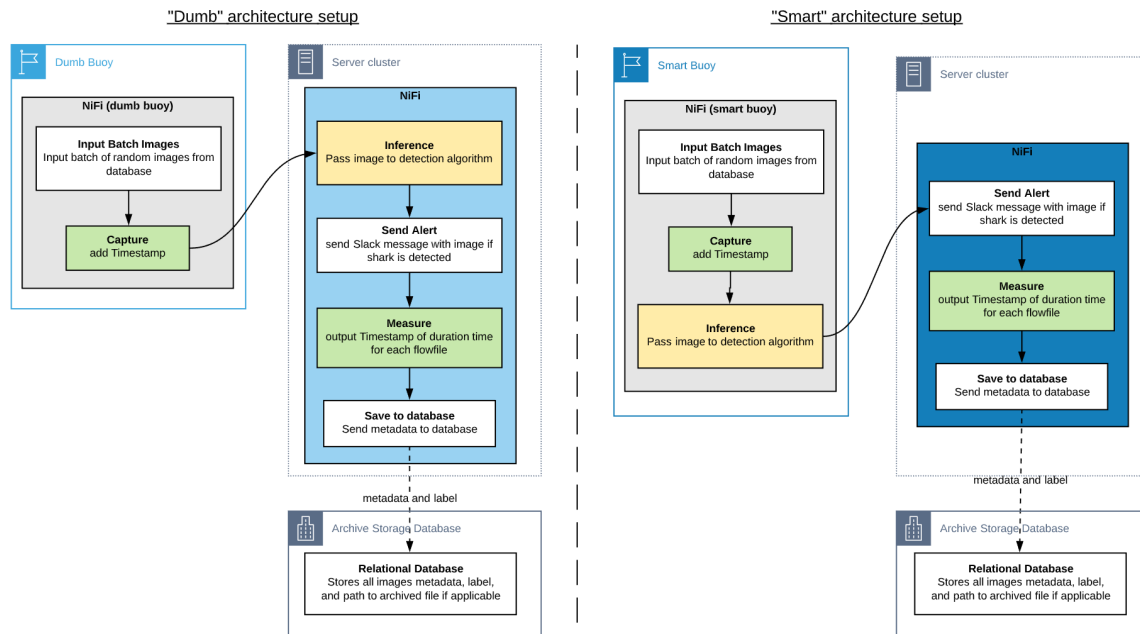 "Dumb" architecture setup
Dumb Buoy
NiFi (dumb buoy)
Input Batch Images
Input batch of random images from
database
Capture
add Timestamp
Server cluster
NiFi
Inference
Pass image to detection algorithm
Send Alert
send Slack message with image if
shark is detected
Measure
output Timestamp of duration time
for each flowfile
Save to database
Send metadata to database
metadata and label
Archive Storage Database
Relational Database
Stores all images metadata, label,
and path to archived file if applicable
"Smart" architecture setup
Smart Buoy
NiFi (smart buoy)
Input Batch Images
Input batch of random images from
database
Capture
add Timestamp
Inference
Pass image to detection algorithm
Server cluster
NiFi
Send Alert
send Slack message with image if
shark is detected
Measure
output Timestamp of duration time
for each flowfile
Save to database
Send metadata to database
metadata and label
Archive Storage Database
Relational Database
Stores all images metadata, label,
and path to archived file if applicable